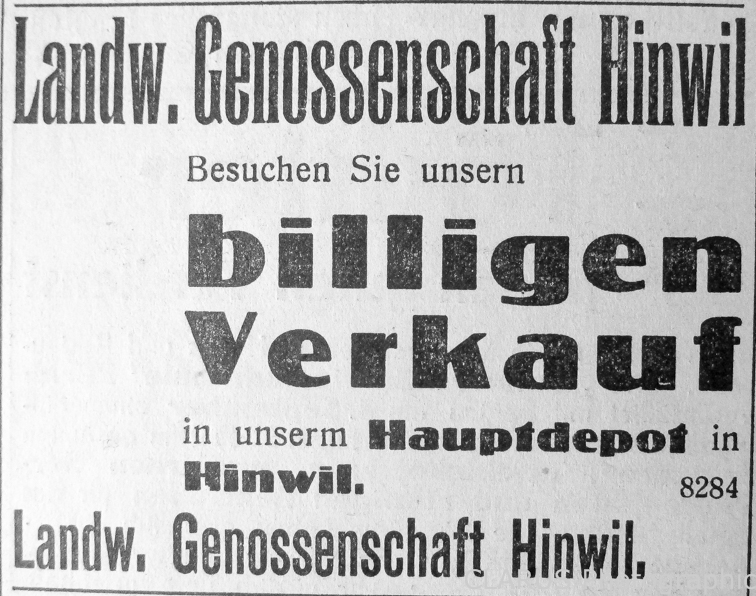 Landw. Genossenschaft Hinwil
Besuchen Sie unsern
billigen
Verkauf
in unserm Hauptdepot in
Hinwil. 8284
Landw. Genossenschaft Hinwil.